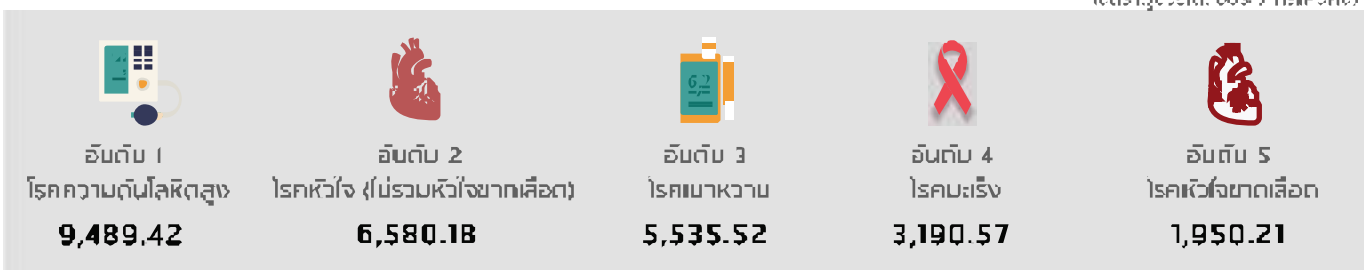 อันดับ 1
โรคความดันโลหิตสูง
9,489.42
อันดับ 2
โรคหัวใจ (ไม่รวมหัวใจขาดเลือด)
6,580.18
6,2
อันดับ 3
โรคเบาหวาน
5,535.52
อันดับ 4
โรคมะเร็ง
3,190.57
อันดับ 5
โรคหัวใจขาดเลือด
1,950.21